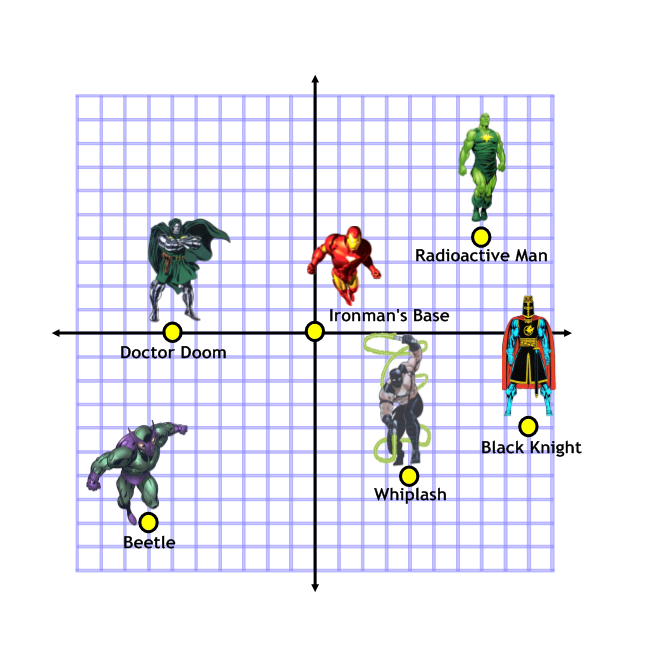 Radioactive Man
Ironman's Base
Doctor Doom
Black Knight
Whiplash
Beetle